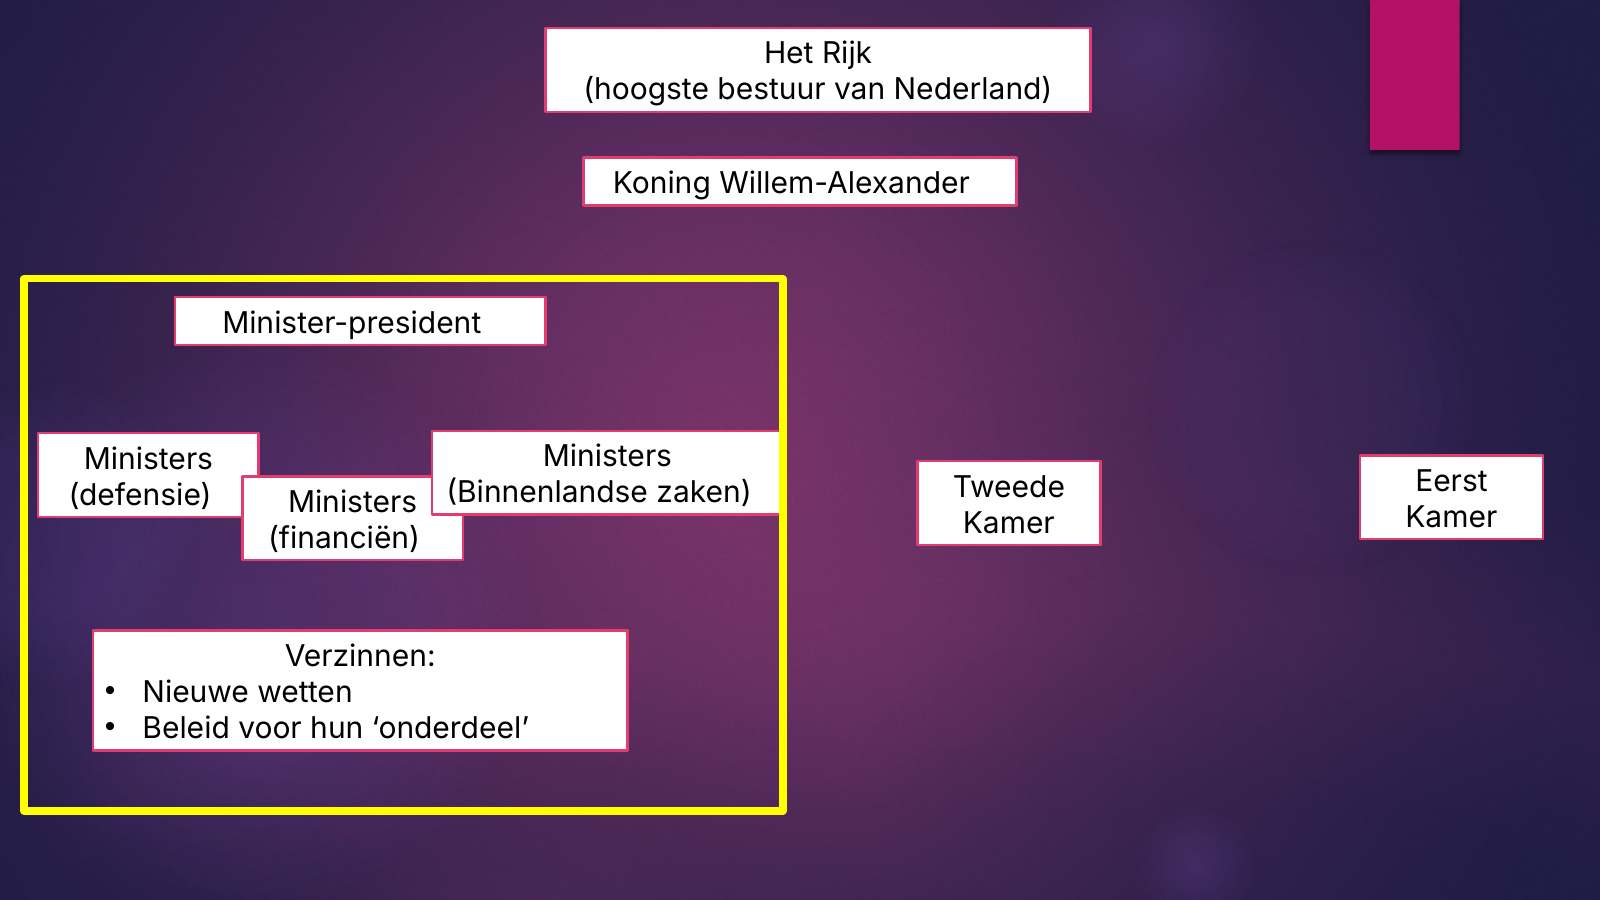 Het Rijk
(hoogste bestuur van Nederland)
Koning Willem-Alexander
Minister-president
Ministers
(defensie)
Ministers
(financiën)
Ministers
(Binnenlandse zaken)
Verzinnen:
• Nieuwe wetten
• Beleid voor hun ‘onderdeel’
Tweede
Kamer
Eerst
Kamer